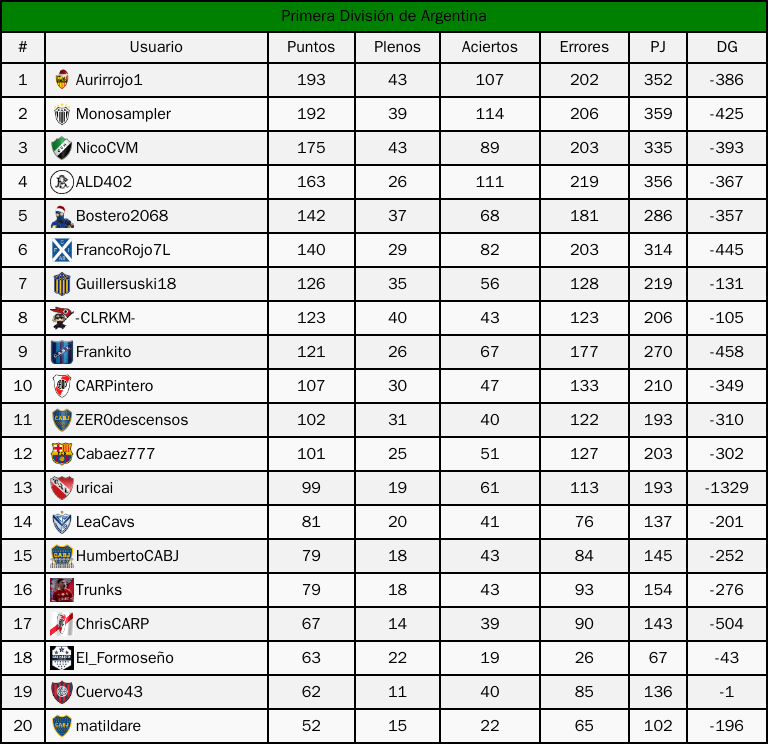 Primera División de Argentina
# Usuario Puntos Plenos Aciertos Errores PJ DG
1 Aurirrojo1 193 43 107 202 352 -386
2 Monosampler 192 39 114 206 359 -425
3 NicoCVM 175 43 89 203 335 -393
4 ALD402 163 26 111 219 356 -367
5 Bostero2068 142 37 68 181 286 -357
6 FrancoRojo7L 140 29 82 203 314 -445
7 Guillersuski18 126 35 56 128 219 -131
8 -CLRKM- 123 40 43 123 206 -105
9 Frankito 121 26 67 177 270 -458
10 CARPintero 107 30 47 133 210 -349
11 ZER0descensos 102 31 40 122 193 -310
12 Cabaez777 101 25 51 127 203 -302
13 uricai 99 19 61 113 193 -1329
14 LeaCavs 81 20 41 76 137 -201
15 HumbertoCABJ 79 18 43 84 145 -252
16 Trunks 79 18 43 93 154 -276
17 ChrisCARP 67 14 39 90 143 -504
18 El_Formoseño 63 22 19 26 67 -43
19 Cuervo43 62 11 40 85 136 -1
20 matildare 52 15 22 65 102 -196